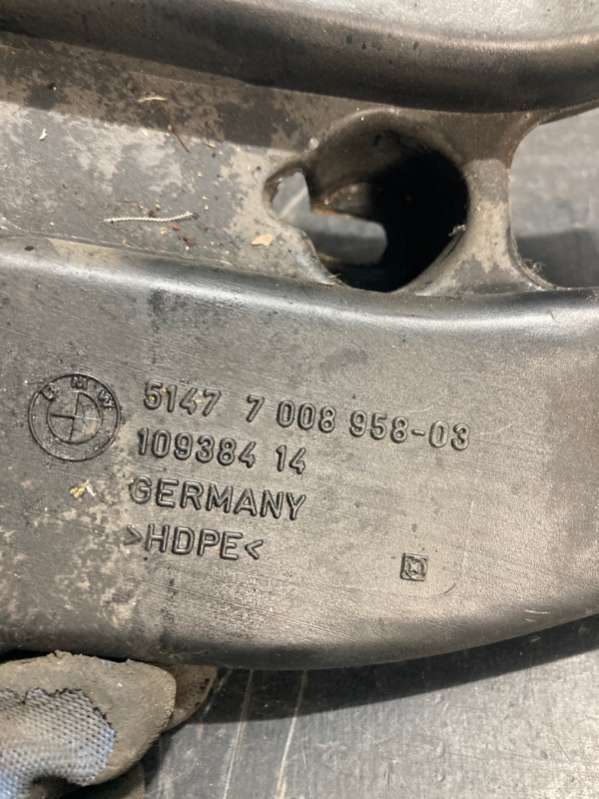 BMW
5147 7 008 958-03
109384 14
GERMANY
>HDPE<